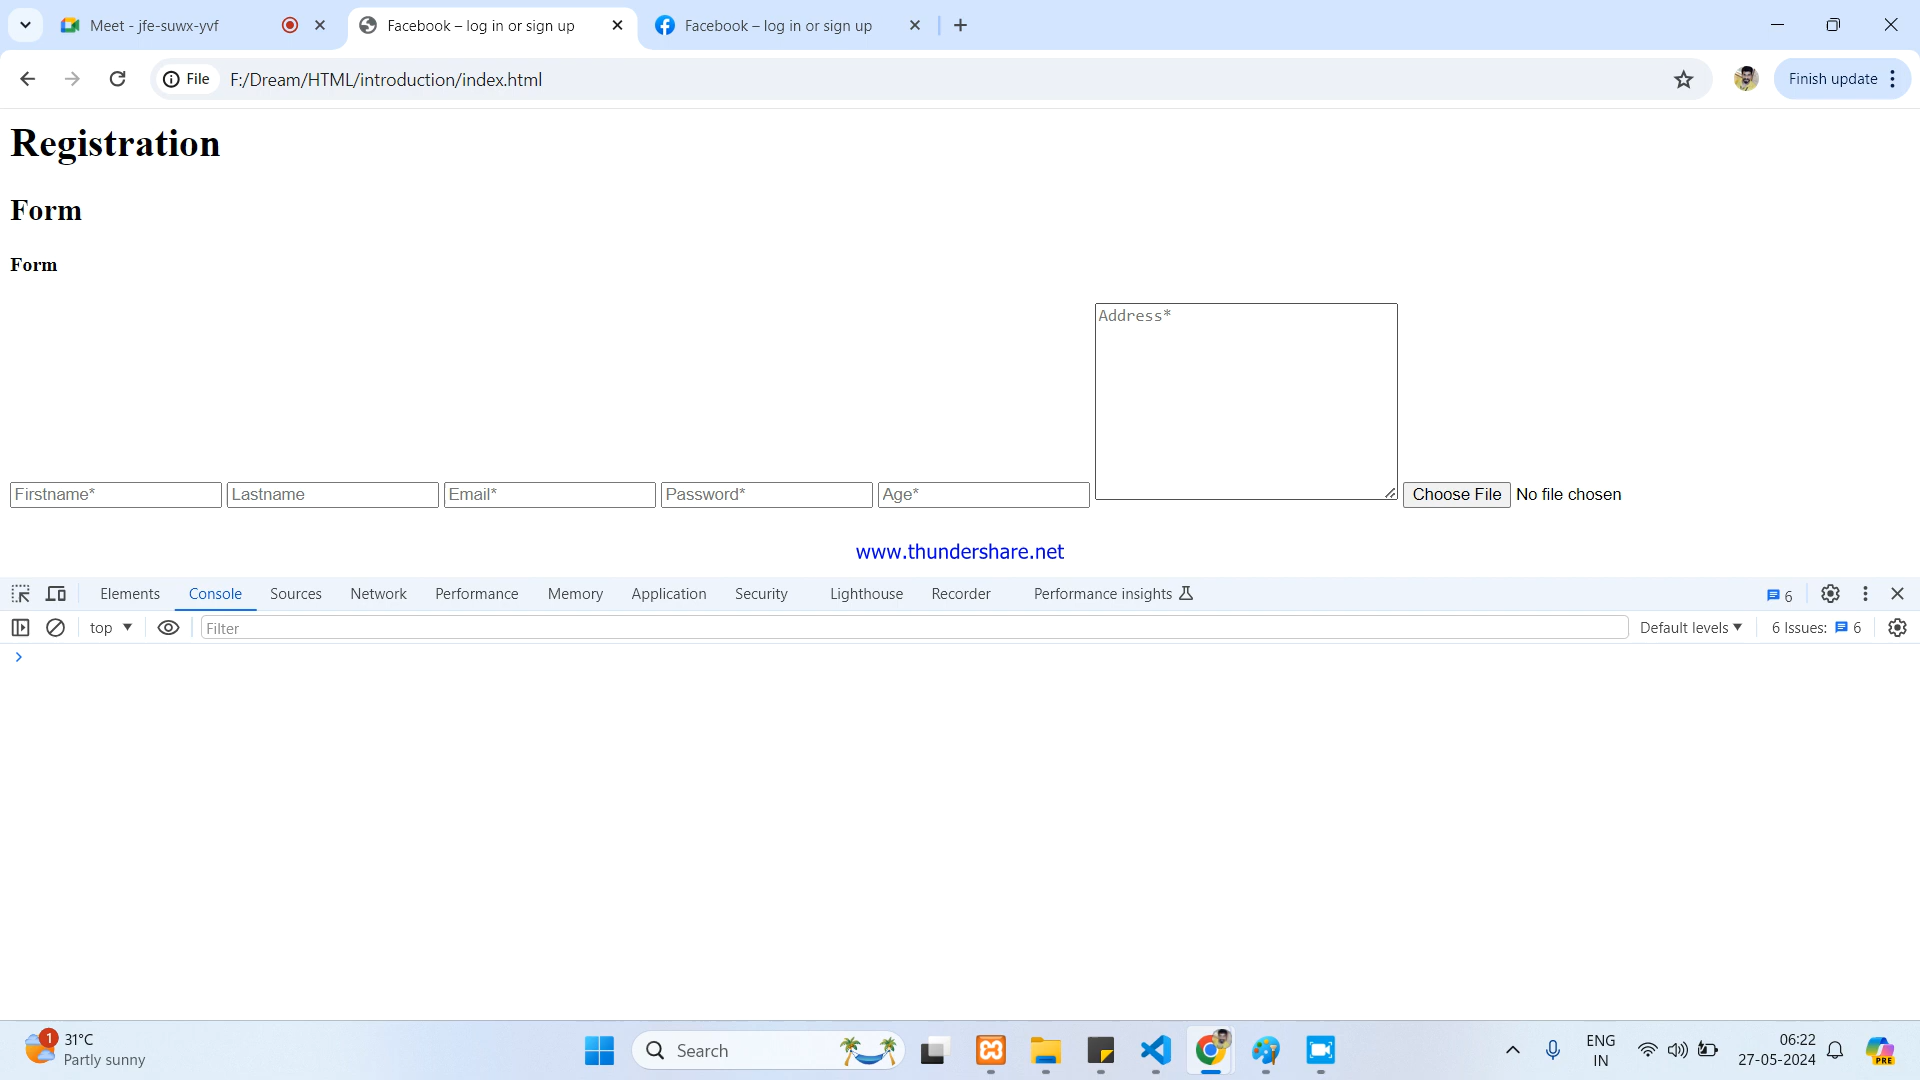 Meet - jfe-suwx-yvf
Facebook – log in or sign up
Facebook – log in or sign up
File
F:/Dream/HTML/introduction/index.html
Finish update
Registration
Form
Form
Address*
Firstname*
Lastname
Email*
Password*
Age*
Choose File No file chosen
www.thundershare.net
Elements
Console
Sources
Network
Performance
Memory
Application
Security
Lighthouse
Recorder
Performance insights
6
top
Filter
Default levels
6 Issues:
6
1
31°C
Partly sunny
Search
ENG
IN
06:22
27-05-2024
PRE